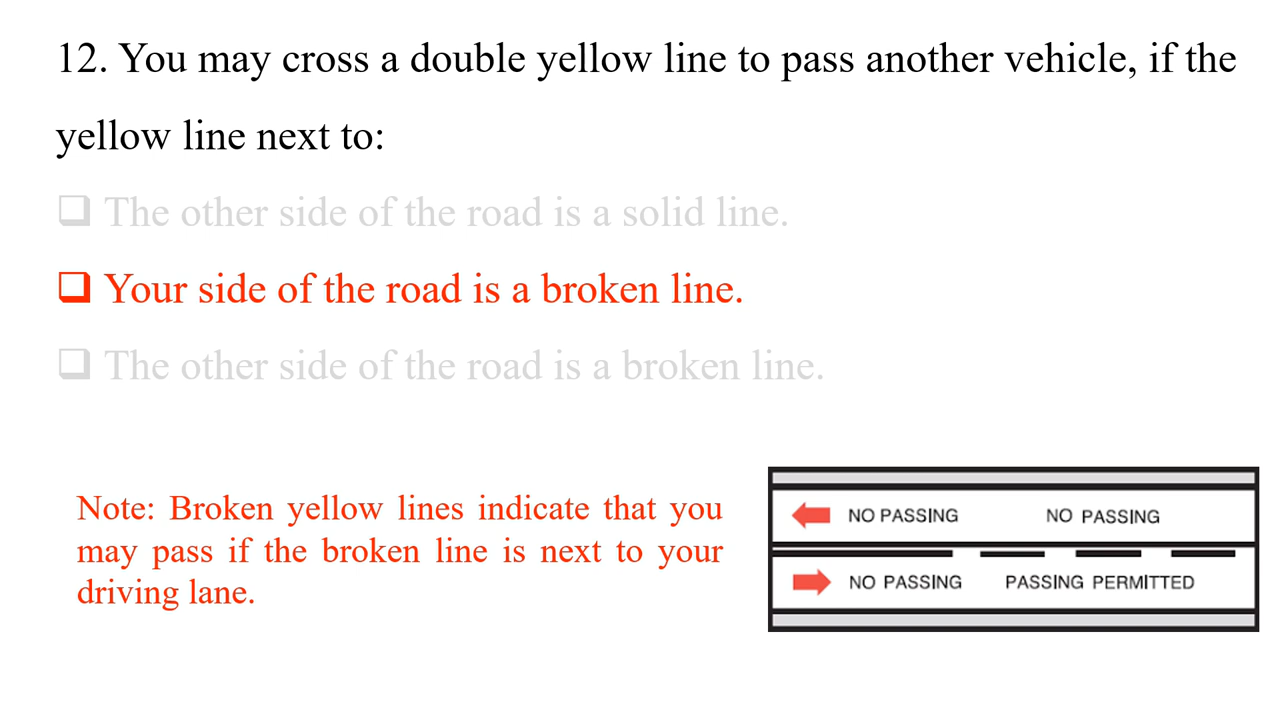 12. You may cross a double yellow line to pass another vehicle, if the
yellow line next to:
❑ The other side of the road is a solid line.
❑ Your side of the road is a broken line.
❑ The other side of the road is a broken line.
Note: Broken yellow lines indicate that you
may pass if the broken line is next to your
driving lane.
NO PASSING NO PASSING
NO PASSING PASSING PERMITTED